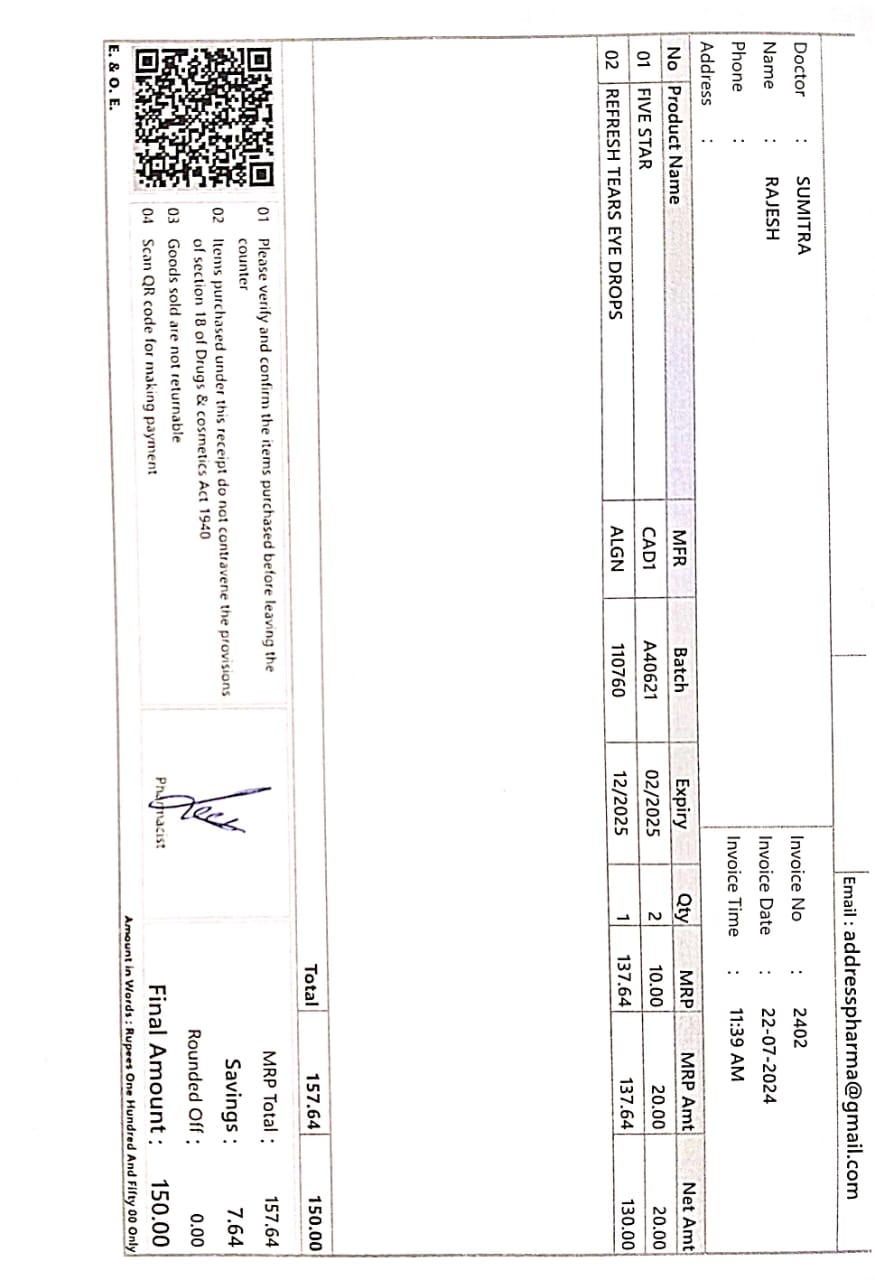 Email : addresspharma@gmail.com
Doctor : SUMITRA
Name : RAJESH
Phone :
Address :
Invoice No : 2402
Invoice Date : 22-07-2024
Invoice Time : 11:39 AM
No Product Name MFR Batch Expiry Qty MRP MRP Amt Net Amt
01 FIVE STAR CAD1 A40621 02/2025 2 10.00 20.00 20.00
02 REFRESH TEARS EYE DROPS ALGN 110760 12/2025 1 137.64 137.64 130.00
Total 157.64 150.00
01 Please verify and confirm the items purchased before leaving the
counter
02 Items purchased under this receipt do not contravene the provisions
of section 18 of Drugs & cosmetics Act 1940
03 Goods sold are not returnable
04 Scan QR code for making payment
E. & O. E.
Pharmacist
MRP Total : 157.64
Savings : 7.64
Rounded Off : 0.00
Final Amount : 150.00
Amount in Words : Rupees One Hundred And Fifty 00 Only